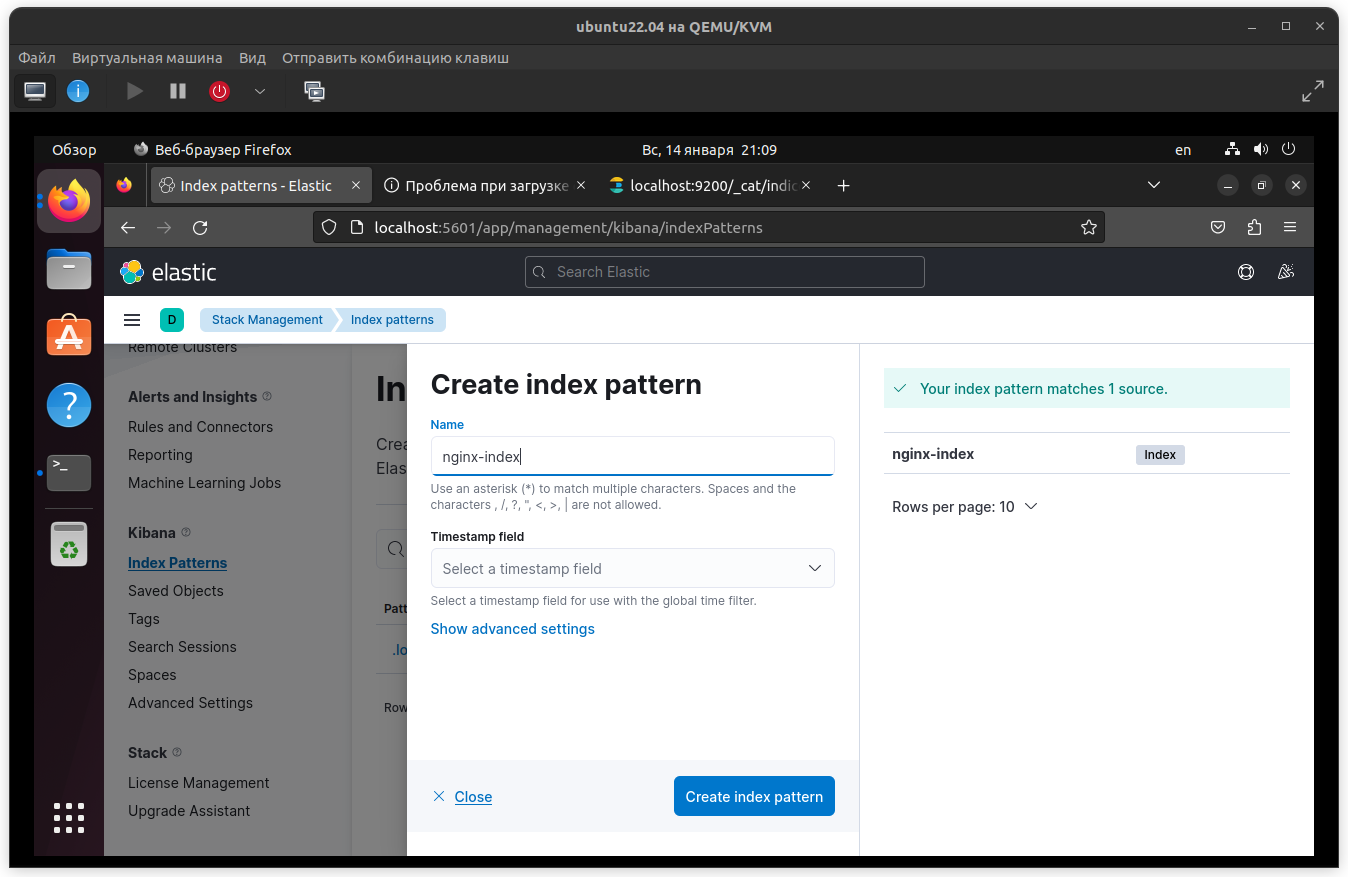 ubuntu22.04 на QEMU/KVM
Файл Виртуальная машина Вид Отправить комбинацию клавиш
Обзор Веб-браузер Firefox Вс, 14 января 21:09 en
Index patterns - Elastic Проблема при загрузке localhost:9200/_cat/indic
localhost:5601/app/management/kibana/indexPatterns
elastic Search Elastic
D Stack Management Index patterns
Remote Clusters
Alerts and Insights
Rules and Connectors
Reporting
Machine Learning Jobs
Kibana
Index Patterns
Saved Objects
Tags
Search Sessions
Spaces
Advanced Settings
Stack
License Management
Upgrade Assistant
In
Crea
Elas
Patt
.lo
Row
Create index pattern
Name
nginx-index
Use an asterisk (*) to match multiple characters. Spaces and the
characters , /, ?, ", <, >, | are not allowed.
Timestamp field
Select a timestamp field
Select a timestamp field for use with the global time filter.
Show advanced settings
Close Create index pattern
Your index pattern matches 1 source.
nginx-index Index
Rows per page: 10